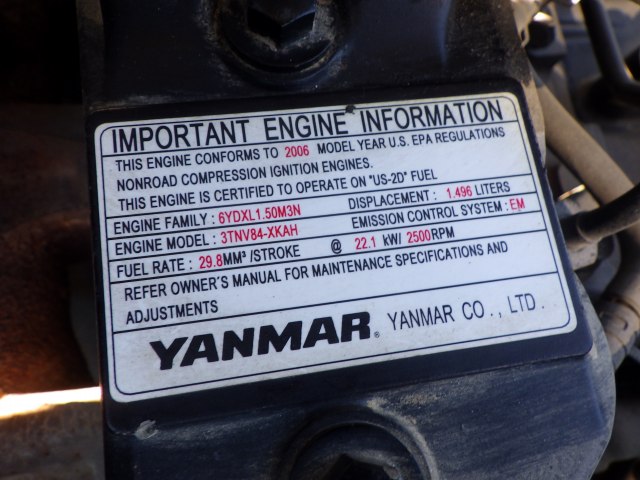 IMPORTANT ENGINE INFORMATION
THIS ENGINE CONFORMS TO 2006 MODEL YEAR U.S. EPA REGULATIONS
NONROAD COMPRESSION IGNITION ENGINES.
THIS ENGINE IS CERTIFIED TO OPERATE ON "US-2D" FUEL
ENGINE FAMILY : 6YDXL1.50M3N DISPLACEMENT : 1.496 LITERS
ENGINE MODEL : 3TNV84-XKAH EMISSION CONTROL SYSTEM : EM
FUEL RATE : 29.8MM³ /STROKE @ 22.1 kW/ 2500RPM
REFER OWNER'S MANUAL FOR MAINTENANCE SPECIFICATIONS AND
ADJUSTMENTS
YANMAR® YANMAR CO., LTD.